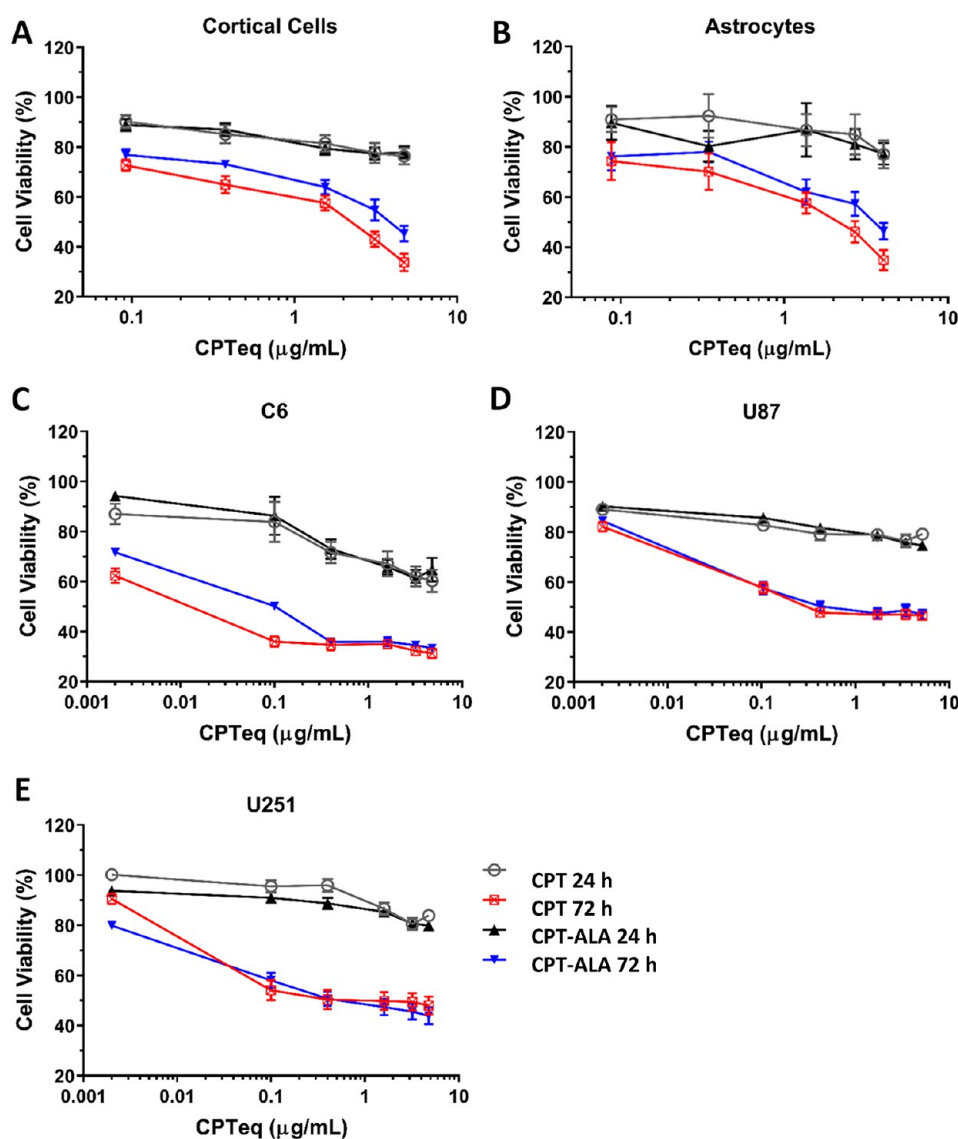 A
Cortical Cells
Cell Viability (%)
120
100
80
60
40
20
0.1
1
10
CPTeq (μg/mL)
B
Astrocytes
Cell Viability (%)
120
100
80
60
40
20
0.1
1
10
CPTeq (μg/mL)
C
C6
Cell Viability (%)
120
100
80
60
40
20
0.001
0.01
0.1
1
10
CPTeq (μg/mL)
D
U87
Cell Viability (%)
120
100
80
60
40
20
0.001
0.01
0.1
1
10
CPTeq (μg/mL)
E
U251
Cell Viability (%)
120
100
80
60
40
20
0.001
0.01
0.1
1
10
CPTeq (μg/mL)
CPT 24 h
CPT 72 h
CPT-ALA 24 h
CPT-ALA 72 h